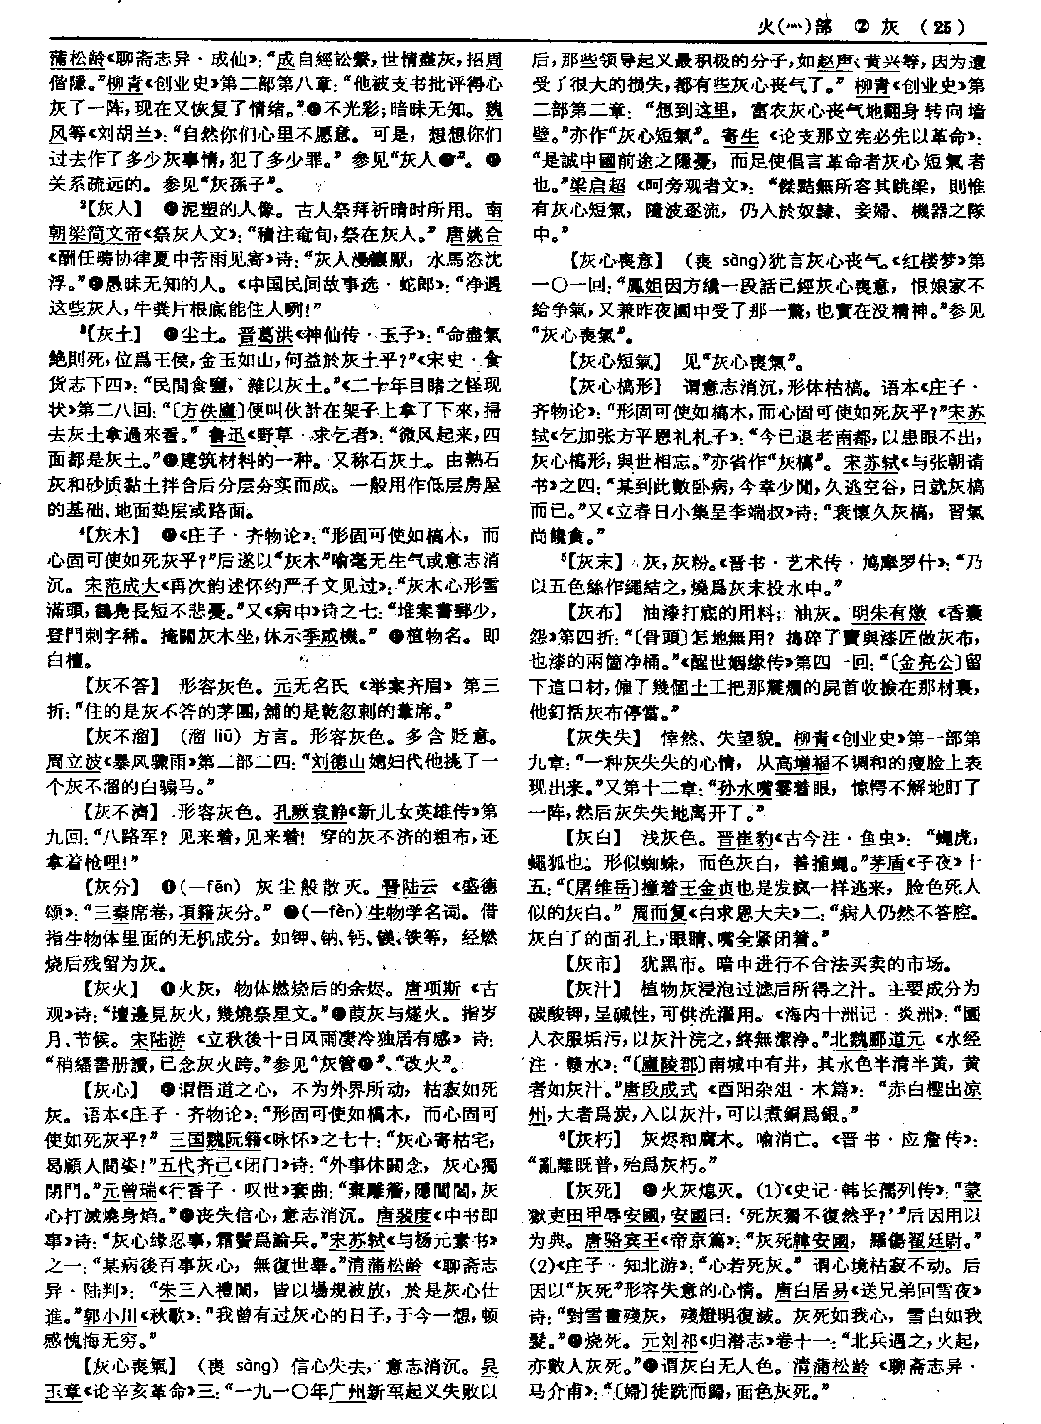 火(灬)部 ② 灰 (25)
蒲松龄《聊斋志异·成仙》：“成自經訟繫，世情盡灰，招周
偕隱。”柳青《创业史》第二部第八章：“他被支书批评得心
灰了一阵，现在又恢复了情绪。”不光彩；暗昧无知。魏
风等《刘胡兰》：“自然你们心里不愿意。可是，想想你们
过去作了多少灰事情，犯了多少罪。”参见“灰人”。
关系疏远的。参见“灰孙子”。
【灰人】 ❶泥塑的人像。古人祭拜祈晴时所用。南
朝梁简文帝《祭灰人文》：“積注奄旬，祭在灰人。”唐姚合
《酬任畴协律夏中苦雨见寄》诗：“灰人漫禳厭，水馬恣沈
浮。”❷愚昧无知的人。《中国民间故事选·蛇郎》：“净遇
这些灰人，牛粪片根底能住人咧！”
【灰土】 ❶尘土。晋葛洪《神仙传·玉子》：“命盡氣
絶則死，位爲王侯，金玉如山，何益於灰土乎？”《宋史·食
货志下四》：“民間食鹽，雜以灰土。”《二十年目睹之怪现
状》第二八回：“〔方佚廬〕便叫伙計在架子上拿了下來，掃
去灰土拿過來看。”鲁迅《野草·求乞者》：“微风起来，四
面都是灰土。”❷建筑材料的一种。又称石灰土。由熟石
灰和砂质黏土拌合后分层夯实而成。一般用作低层房屋
的基础、地面垫层或路面。
【灰木】 ❶《庄子·齐物论》：“形固可使如槁木，而
心固可使如死灰乎？”后遂以“灰木”喻毫无生气或意志消
沉。宋范成大《再次韵述怀约严子文见过》：“灰木心形雪
滿頭，鶴鳧長短不悲憂。”又《病中》诗之七：“堆案書郵少，
登門刺字稀。掩關灰木坐，休示季咸機。”❷植物名。即
白檀。
【灰不答】 形容灰色。元无名氏《举案齐眉》第三
折：“住的是灰不答的茅團，鋪的是乾忽剌的藁席。”
【灰不溜】 (溜 liū) 方言。形容灰色。多含贬意。
周立波《暴风骤雨》第二部二四：“刘德山媳妇代他挑了一
个灰不溜的白骟马。”
【灰不濟】 形容灰色。孔厥袁静《新儿女英雄传》第
九回：“八路军？见来着，见来着！穿的灰不济的粗布，还
拿着枪哩！”
【灰分】 ❶(—fēn) 灰尘般散灭。晋陆云《盛德
颂》：“三秦席卷，項籍灰分。”❷(—fèn)生物学名词。借
指生物体里面的无机成分。如钾、钠、钙、镁、铁等，经燃
烧后残留为灰。
【灰火】 ❶火灰，物体燃烧后的余烬。唐项斯《古
观》诗：“壇邊見灰火，幾燒祭星文。”❷葭灰与燧火。指岁
月、节候。宋陆游《立秋後十日风雨凄冷独居有感》诗：
“稍繙書册讀，已念灰火跨。”参见“灰管❶”、“改火”。
【灰心】 ❶谓悟道之心，不为外界所动，枯寂如死
灰。语本《庄子·齐物论》：“形固可使如槁木，而心固可
使如死灰乎？”三国魏阮籍《咏怀》之七十：“灰心寄枯宅，
曷顧人間姿！”五代齐己《闭门》诗：“外事休關念，灰心獨
閉門。”元曾瑞《行香子·叹世》套曲：“棄雕簷，隱閭閻，灰
心打滅燒身焰。”❷丧失信心，意志消沉。唐裴度《中书即
事》诗：“灰心缘忍事，霜鬢爲論兵。”宋苏轼《与杨元素书》
之一：“某病後百事灰心，無復世舉。”清蒲松龄《聊斋志
异·陆判》：“朱三入禮闈，皆以場規被放，於是灰心仕
進。”郭小川《秋歌》：“我曾有过灰心的日子，于今一想，顿
感愧悔无穷。”
【灰心喪氣】 (喪 sàng) 信心失去，意志消沉。吴
玉章《论辛亥革命》三：“一九一〇年广州新军起义失败以
后，那些领导起义最积极的分子，如赵声、黄兴等，因为遭
受了很大的损失，都有些灰心丧气了。”柳青《创业史》第
二部第二章：“想到这里，富农灰心丧气地翻身转向墙
壁。”亦作“灰心短氣”。寄生《论支那立宪必先以革命》：
“是誠中國前途之隱憂，而足使倡言革命者灰心短氣者
也。”梁启超《呵旁观者文》：“傑黠無所容其跳梁，則惟
有灰心短氣，隨波逐流，仍入於奴隸、妾婦、機器之隊
中。”
【灰心喪意】 (喪 sàng)犹言灰心丧气。《红楼梦》第
一〇一回：“鳳姐因方纔一段話已經灰心喪意，恨娘家不
给争氣，又兼昨夜園中受了那一驚，也實在没精神。”参见
“灰心喪氣”。
【灰心短氣】 见“灰心喪氣”。
【灰心槁形】 谓意志消沉，形体枯槁。语本《庄子·
齐物论》：“形固可使如槁木，而心固可使如死灰乎？”宋苏
轼《乞加张方平恩礼札子》：“今已退老南都，以患眼不出，
灰心槁形，與世相忘。”亦省作“灰槁”。宋苏轼《与张朝请
书》之四：“某到此數卧病，今幸少閒，久逃空谷，日就灰槁
而已。”又《立春日小集呈李端叔》诗：“衰懷久灰槁，習氣
尚饞貪。”
【灰末】 灰，灰粉。《晋书·艺术传·鸠摩罗什》：“乃
以五色絲作繩結之，燒爲灰末投水中。”
【灰布】 油漆打底的用料；油灰。明朱有燉《香囊
怨》第四折：“〔骨頭〕怎地無用？搗碎了賣與漆匠做灰布，
也漆的兩箇净桶。”《醒世姻缘传》第四一回：“〔金亮公〕留
下這口材，催了幾個土工把那糵爛的屍首收撿在那材裏，
他釘括灰布停當。”
【灰失失】 悻然、失望貌。柳青《创业史》第一部第
九章：“一种灰失失的心情，从高增福不调和的瘦脸上表
现出来。”又第十二章：“孙水嘴霎着眼，惊愕不解地盯了
一阵，然后灰失失地离开了。”
【灰白】 浅灰色。晋崔豹《古今注·鱼虫》：“蠅虎，
蠅狐也。形似蜘蛛，而色灰白，善捕蠅。”茅盾《子夜》十
五：“〔屠维岳〕撞着王金贞也是发疯一样逃来，脸色死人
似的灰白。”周而复《白求恩大夫》二：“病人仍然不答腔。
灰白了的面孔上，眼睛、嘴全紧闭着。”
【灰市】 犹黑市。暗中进行不合法买卖的市场。
【灰汁】 植物灰浸泡过滤后所得之汁。主要成分为
碳酸钾，呈碱性，可供洗濯用。《海内十洲记·炎洲》：“國
人衣服垢污，以灰汁浣之，終無潔净。”北魏郦道元《水经
注·赣水》：“〔廬陵郡〕南城中有井，其水色半清半黄，黄
者如灰汁。”唐段成式《酉阳杂俎·木篇》：“赤白檉出凉
州，大者爲炭，入以灰汁，可以煮銅爲銀。”
【灰朽】 灰烬和腐木。喻消亡。《晋书·应詹传》：
“亂離既普，殆爲灰朽。”
【灰死】 ❶火灰熄灭。(1)《史记·韩长孺列传》：“蒙
獄吏田甲辱安國，安國曰：‘死灰獨不復然乎？’”后因用以
为典。唐骆宾王《帝京篇》：“灰死韓安國，羅傷翟廷尉。”
(2)《庄子·知北游》：“心若死灰。”谓心境枯寂不动。后
因以“灰死”形容失意的心情。唐白居易《送兄弟回雪夜》
诗：“對雪畫殘灰，殘燈明復滅。灰死如我心，雪白如我
髮。”❷烧死。元刘祁《归潜志》卷十一：“北兵遇之，火起，
亦數人灰死。”❸谓灰白无人色。清蒲松龄《聊斋志异·
马介甫》：“〔婦〕徒跣而歸，面色灰死。”